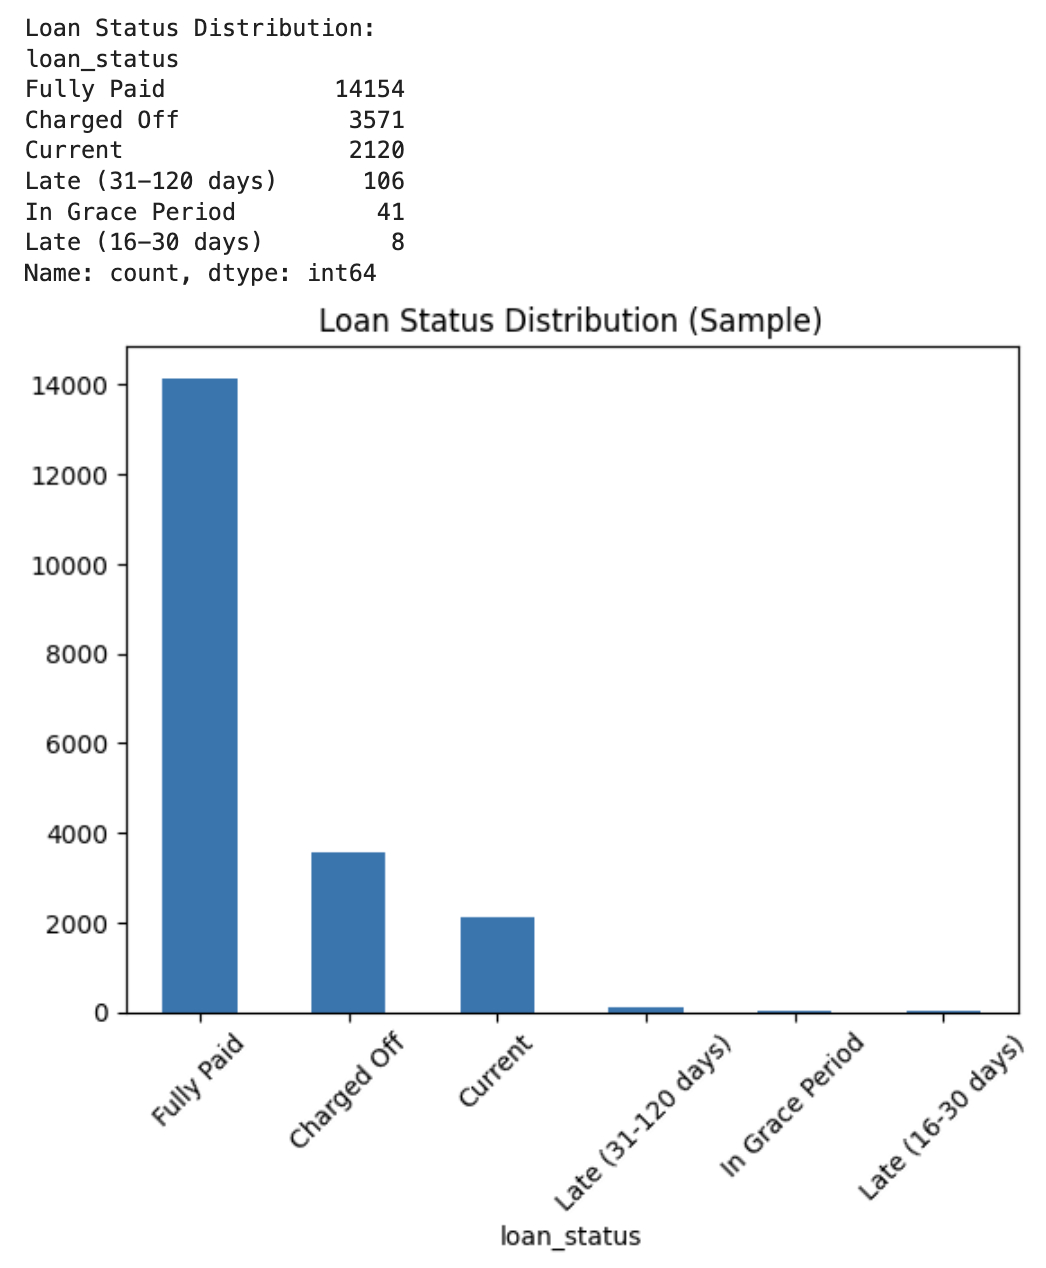 Loan Status Distribution:
loan_status
Fully Paid 14154
Charged Off 3571
Current 2120
Late (31-120 days) 106
In Grace Period 41
Late (16-30 days) 8
Name: count, dtype: int64
Loan Status Distribution (Sample)
14000
12000
10000
8000
6000
4000
2000
0
Fully Paid
Charged Off
Current
Late (31-120 days)
In Grace Period
Late (16-30 days)
loan_status